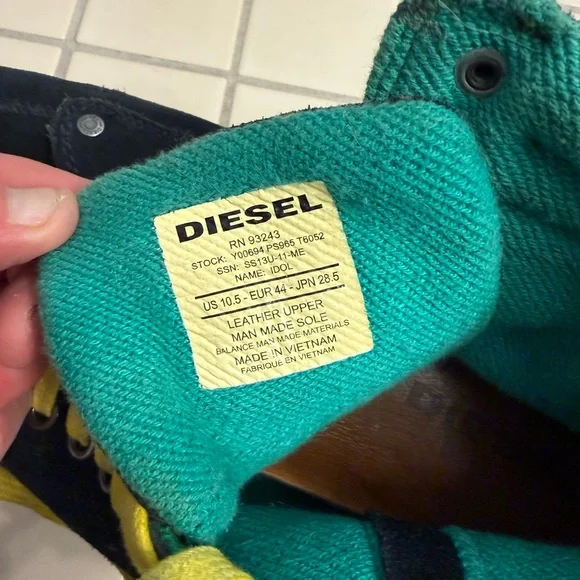 DIESEL
RN 93243
STOCK: Y00694 PS965 T6052
SSN: SS13U-11-ME
NAME: IDOL
US 10.5 - EUR 44 - JPN 28.5
LEATHER UPPER
MAN MADE SOLE
BALANCE MAN MADE MATERIALS
MADE IN VIETNAM
FABRIQUE EN VIETNAM